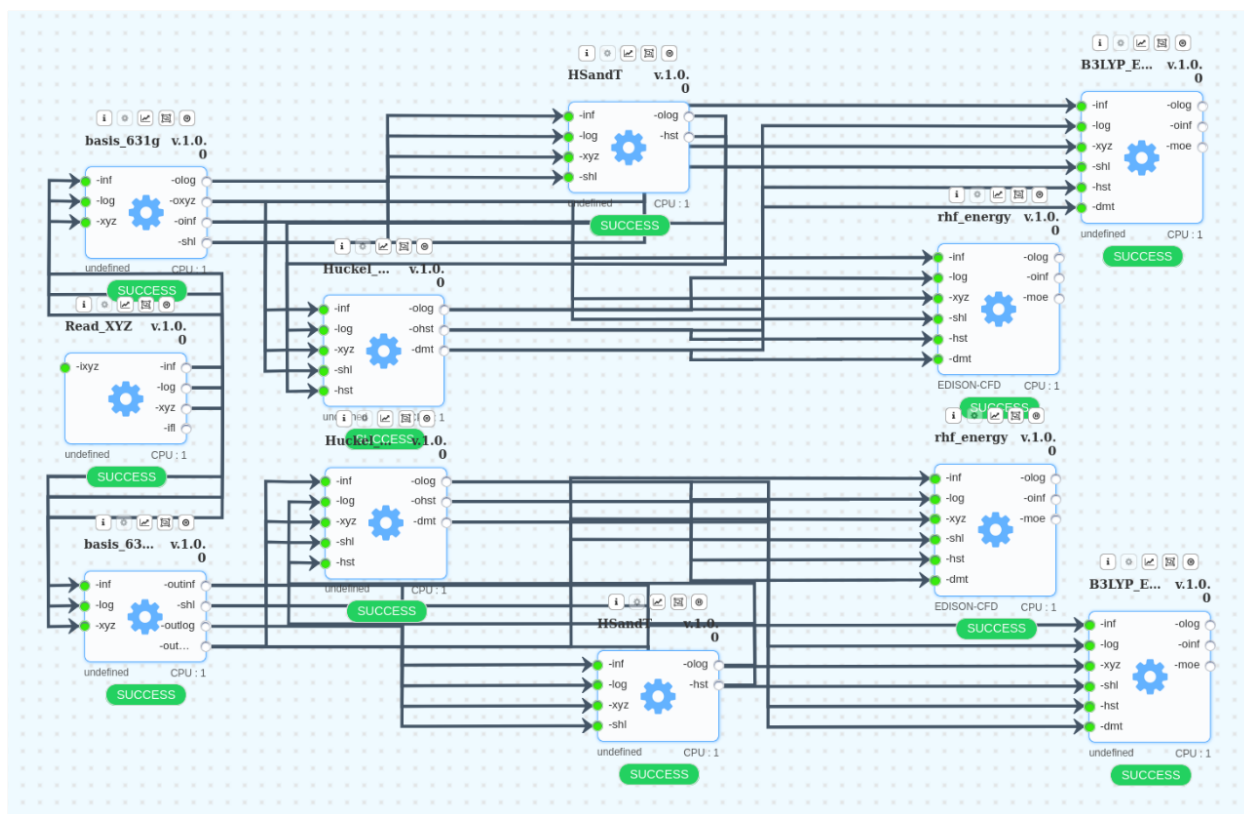 HSandT v.1.0.
0
-inf -olog
-log -hst
-xyz
-shl
undefined CPU : 1
SUCCESS
B3LYP_E... v.1.0.
0
-inf -olog
-log -oinf
-xyz -moe
-shl
-hst
-dmt
undefined CPU : 1
SUCCESS
basis_631g v.1.0.
0
-inf -olog
-log -oxyz
-xyz -oinf
-shl
undefined CPU : 1
SUCCESS
rhf_energy v.1.0.
0
-inf -olog
-log -oinf
-xyz -moe
-shl
-hst
-dmt
EDISON-CFD CPU : 1
SUCCESS
Huckel_... v.1.0.
0
-inf -olog
-log -ohst
-xyz -dmt
-shl
-hst
SUCCESS
Read_XYZ v.1.0.
0
-ixyz -inf
-log
-xyz
-ifl
undefined CPU : 1
SUCCESS
Huckel_... v.1.0.
0
-inf -olog
-log -ohst
-xyz -dmt
-shl
-hst
undefined CPU : 1
SUCCESS
rhf_energy v.1.0.
0
-inf -olog
-log -oinf
-xyz -moe
-shl
-hst
-dmt
EDISON-CFD CPU : 1
SUCCESS
basis_63... v.1.0.
0
-inf -outinf
-log -shl
-xyz -outlog
-out...
undefined CPU : 1
SUCCESS
HSandT v.1.0.
0
-inf -olog
-log -hst
-xyz
-shl
undefined CPU : 1
SUCCESS
B3LYP_E... v.1.0.
0
-inf -olog
-log -oinf
-xyz -moe
-shl
-hst
-dmt
undefined CPU : 1
SUCCESS